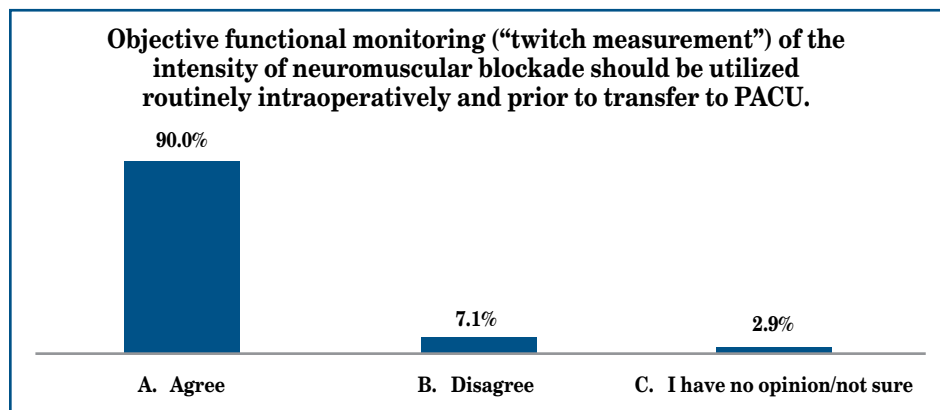 Objective functional monitoring (“twitch measurement”) of the
intensity of neuromuscular blockade should be utilized
routinely intraoperatively and prior to transfer to PACU.
90.0%
7.1%
2.9%
A. Agree
B. Disagree
C. I have no opinion/not sure